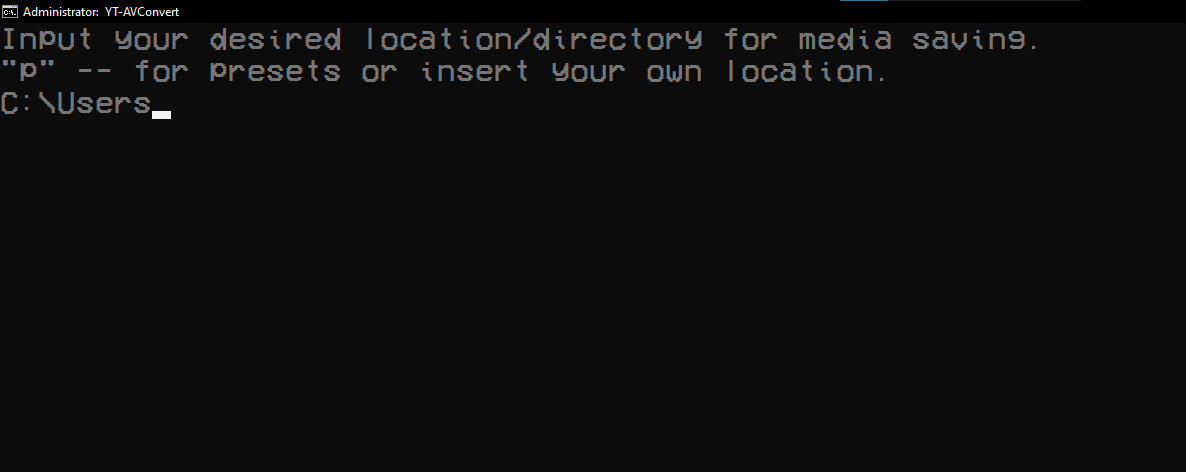 Administrator: YT-AVConvert
Input your desired location/directory for media saving.
"p" -- for presets or insert your own location.
C:\Users